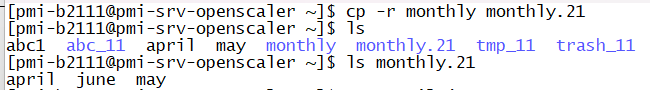 [pmi-b2111@pmi-srv-openscaler ~]$ cp -r monthly monthly.21
[pmi-b2111@pmi-srv-openscaler ~]$ ls
abc1 abc_11 april may monthly monthly.21 tmp_11 trash_11
[pmi-b2111@pmi-srv-openscaler ~]$ ls monthly.21
april june may